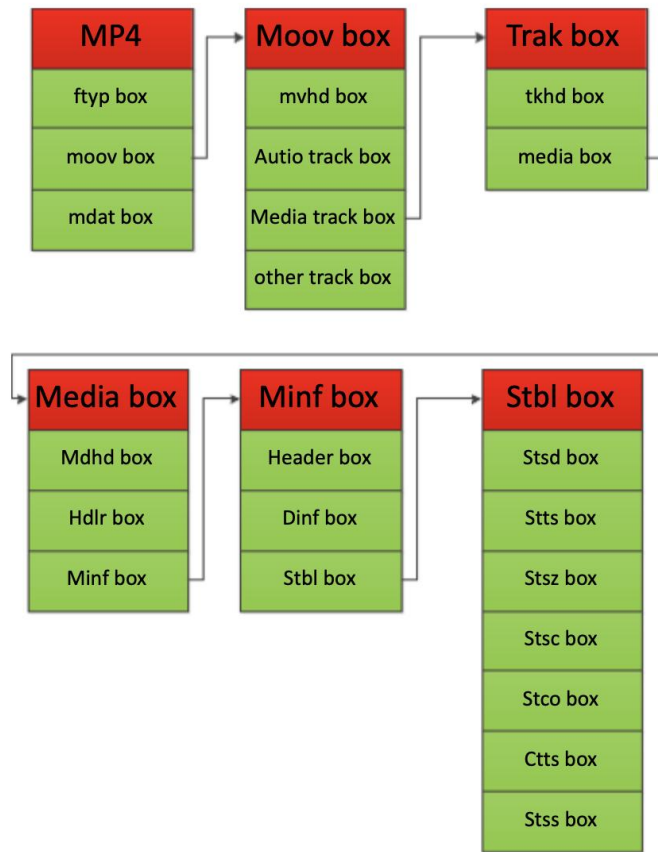 MP4
ftyp box
moov box
mdat box
Moov box
mvhd box
Autio track box
Media track box
other track box
Trak box
tkhd box
media box
Media box
Mdhd box
Hdlr box
Minf box
Minf box
Header box
Dinf box
Stbl box
Stbl box
Stsd box
Stts box
Stsz box
Stsc box
Stco box
Ctts box
Stss box